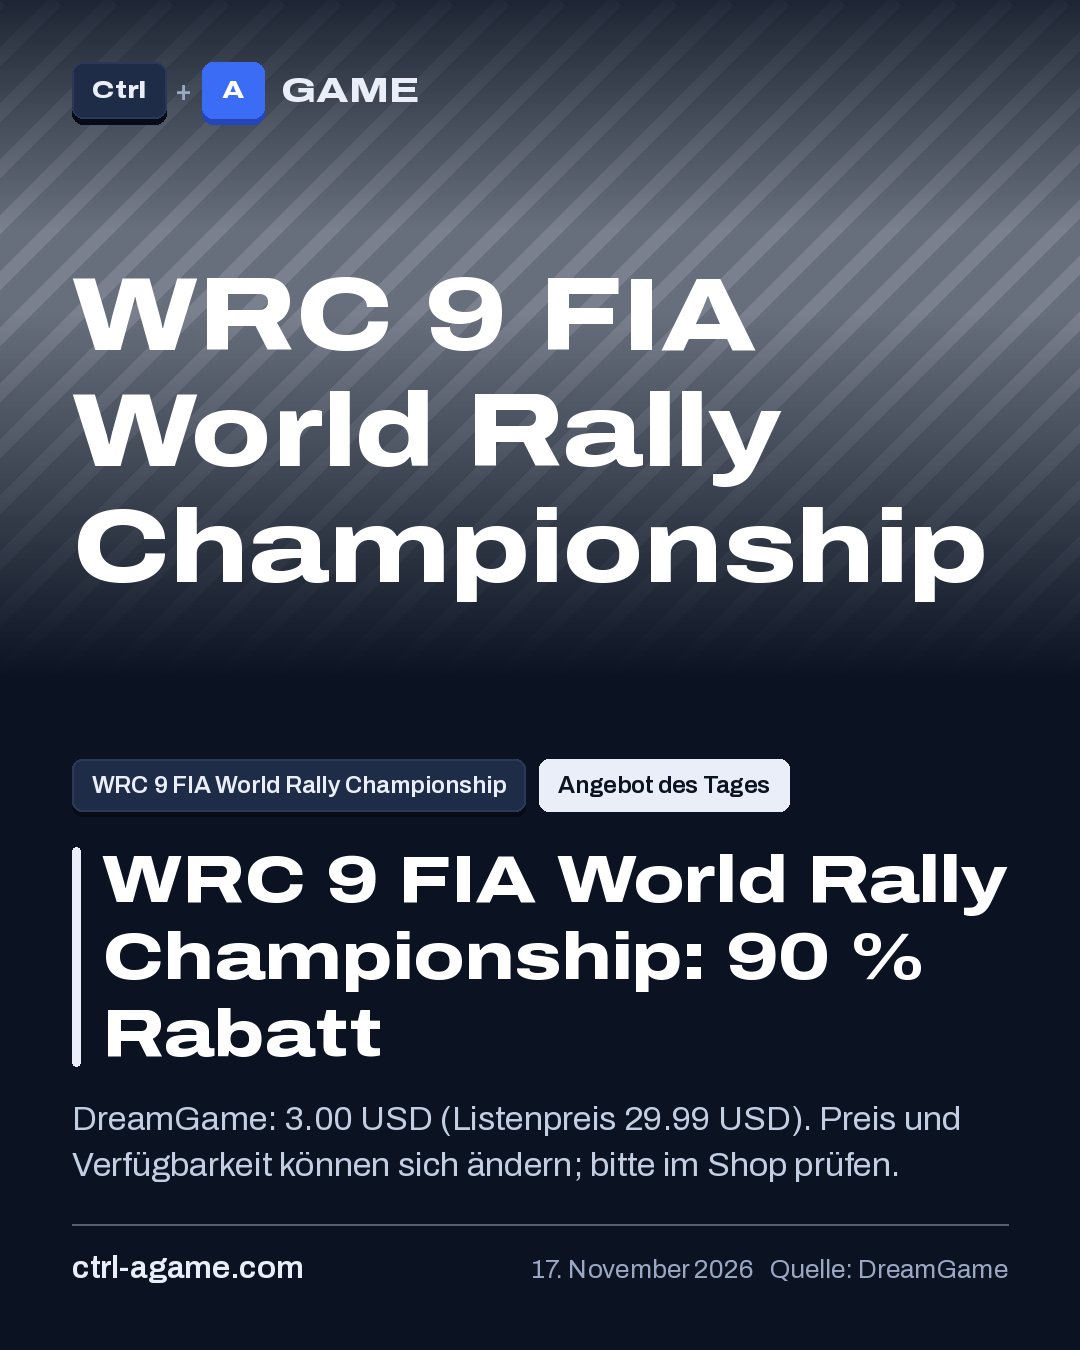 Ctrl + A GAME
WRC 9 FIA
World Rally
Championship
WRC 9 FIA World Rally Championship Angebot des Tages
WRC 9 FIA World Rally
Championship: 90 %
Rabatt
DreamGame: 3.00 USD (Listenpreis 29.99 USD). Preis und
Verfügbarkeit können sich ändern; bitte im Shop prüfen.
ctrl-agame.com 17. November 2026 Quelle: DreamGame